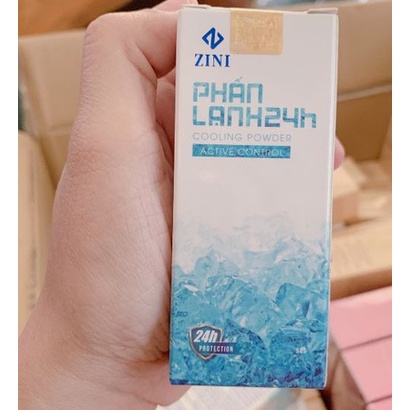 ZINI
PHẤN
LẠNH24h
COOLING POWDER
ACTIVE CONTROL
24h
PROTECTION